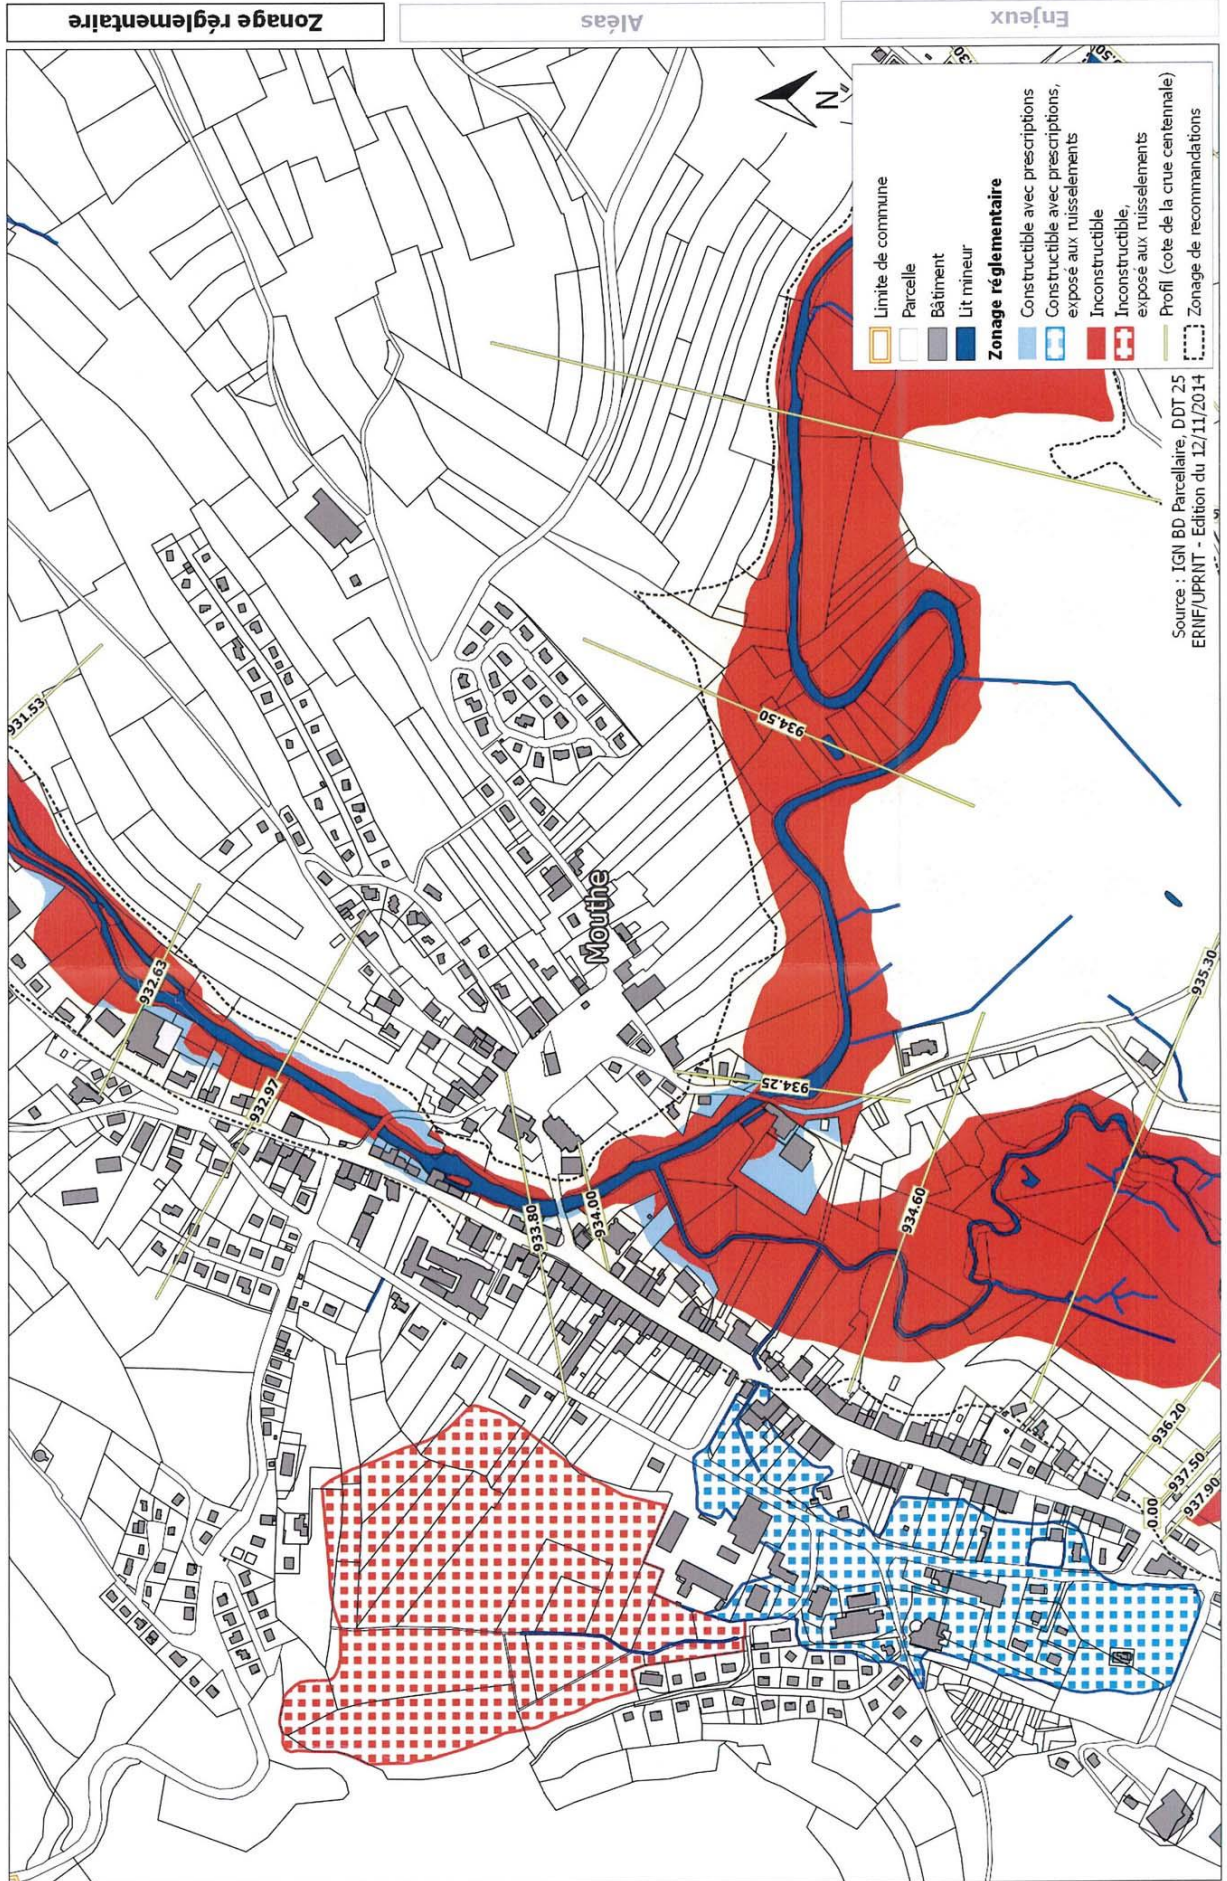 Zonage réglementaire
Aléas
Enjeux
N
Limite de commune
Parcelle
Bâtiment
Lit mineur
Zonage réglementaire
Constructible avec prescriptions
Constructible avec prescriptions,
exposé aux ruisselements
Inconstructible
Inconstructible,
exposé aux ruisselements
Profil (cote de la crue centennale)
Zonage de recommandations
Source : IGN BD Parcellaire, DDT 25
ERNF/UPRNT - Edition du 12/11/2014
Mouthe
931.53
932.63
932.97
933.80
934.00
934.25
934.50
934.60
935.30
936.20
937.50
937.90
0.00